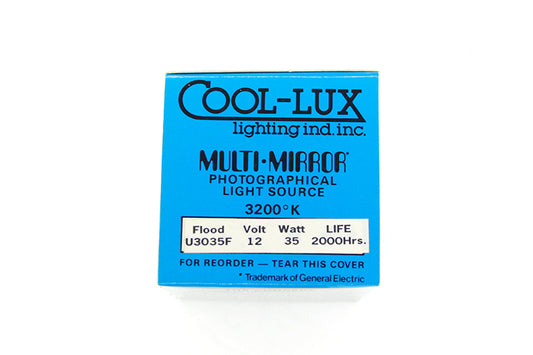 COOL-LUX
lighting ind. inc.
MULTI•MIRROR*
PHOTOGRAPHICAL
LIGHT SOURCE
3200°K
Flood Volt Watt LIFE
U3035F 12 35 2000Hrs.
FOR REORDER — TEAR THIS COVER
* Trademark of General Electric